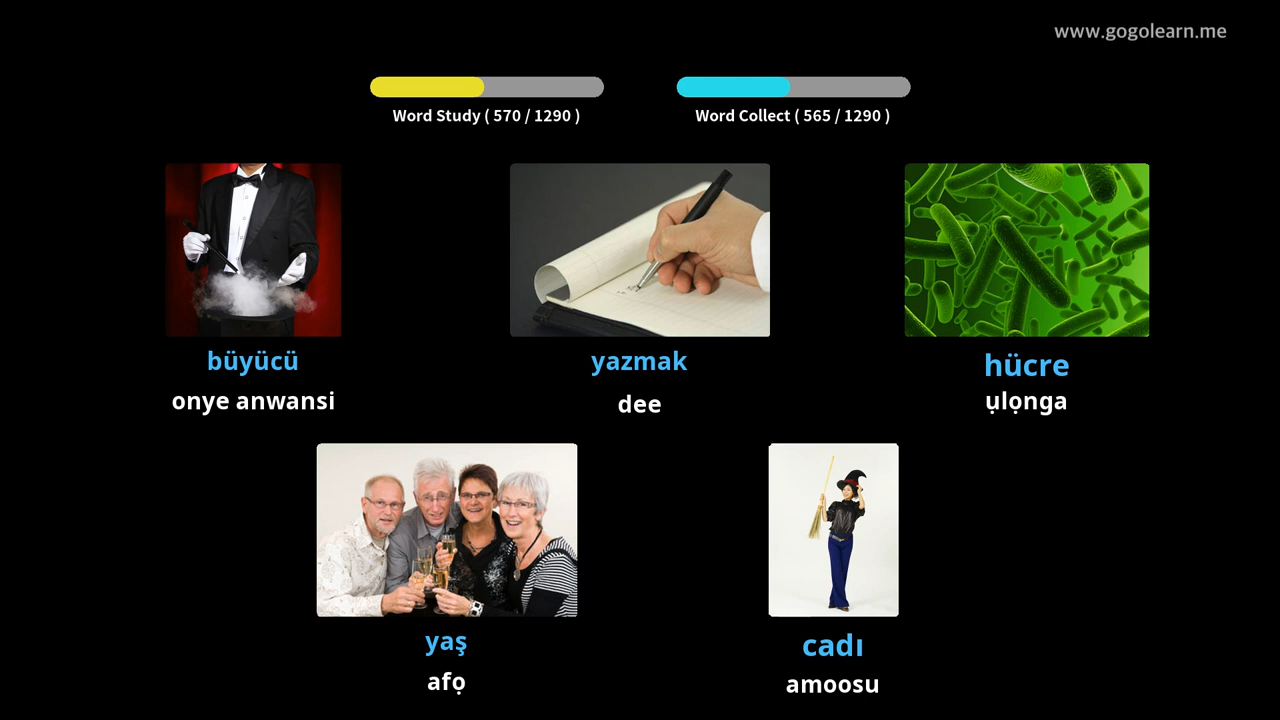 www.gogolearn.me
Word Study ( 570 / 1290 )
Word Collect ( 565 / 1290 )
büyücü
yazmak
hücre
onye anwansi
dee
ụlọnga
yaş
cadı
afọ
amoosu